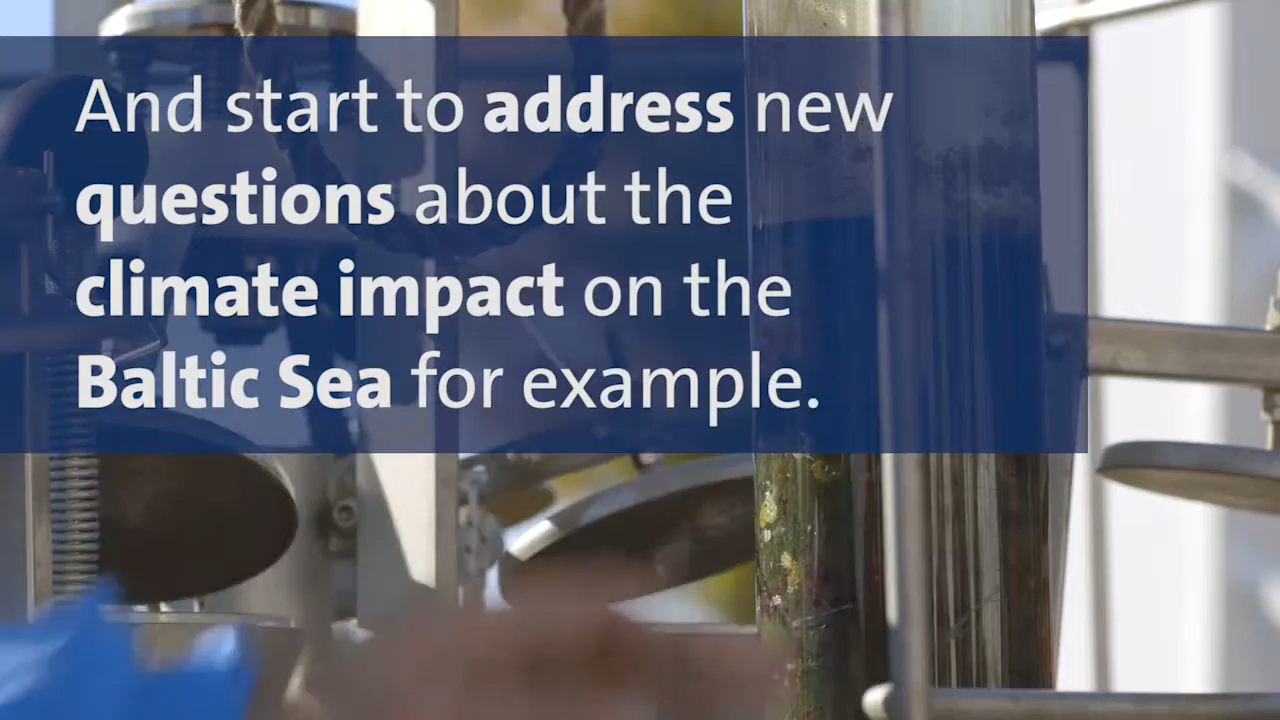 And start to address new
questions about the
climate impact on the
Baltic Sea for example.